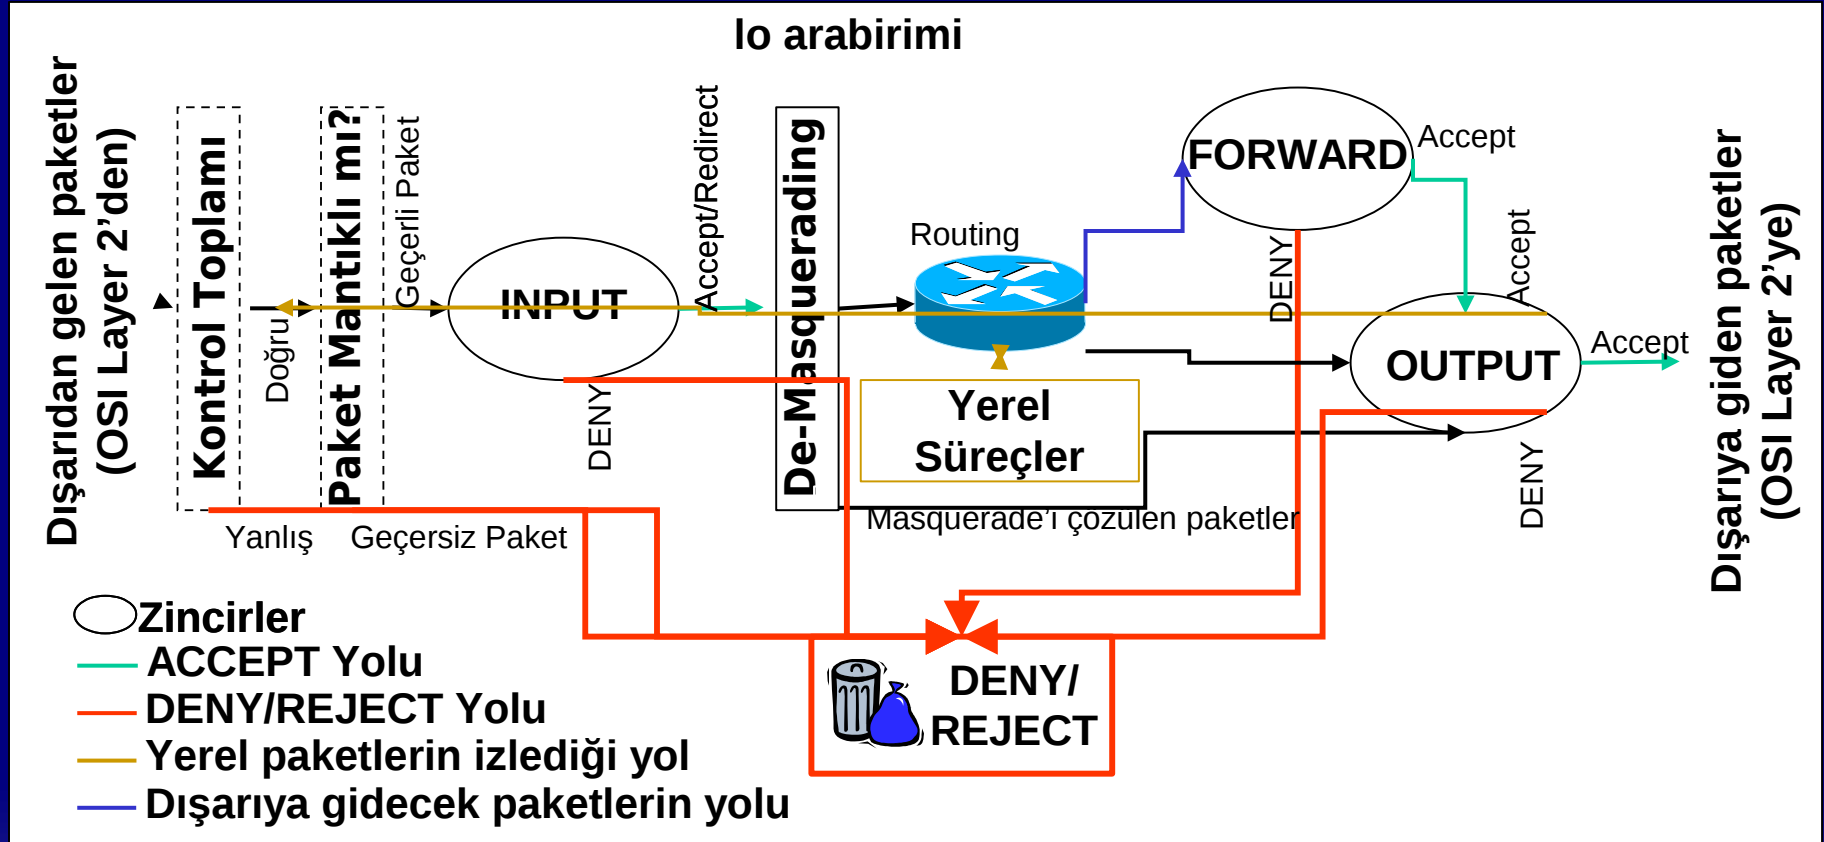 lo arabirimi
Dışarıdan gelen paketler
(OSI Layer 2’den)
Kontrol Toplamı
Doğru
Paket Mantıklı mı?
Geçerli Paket
INPUT
DENY
Accept/Redirect
De-Masquerading
Routing
Yerel
Süreçler
FORWARD
Accept
DENY
Accept
OUTPUT
Accept
DENY
Dışarıya giden paketler
(OSI Layer 2’ye)
Yanlış
Geçersiz Paket
Masquerade’ı çözülen paketler
Zincirler
ACCEPT Yolu
DENY/REJECT Yolu
Yerel paketlerin izlediği yol
Dışarıya gidecek paketlerin yolu
DENY/
REJECT